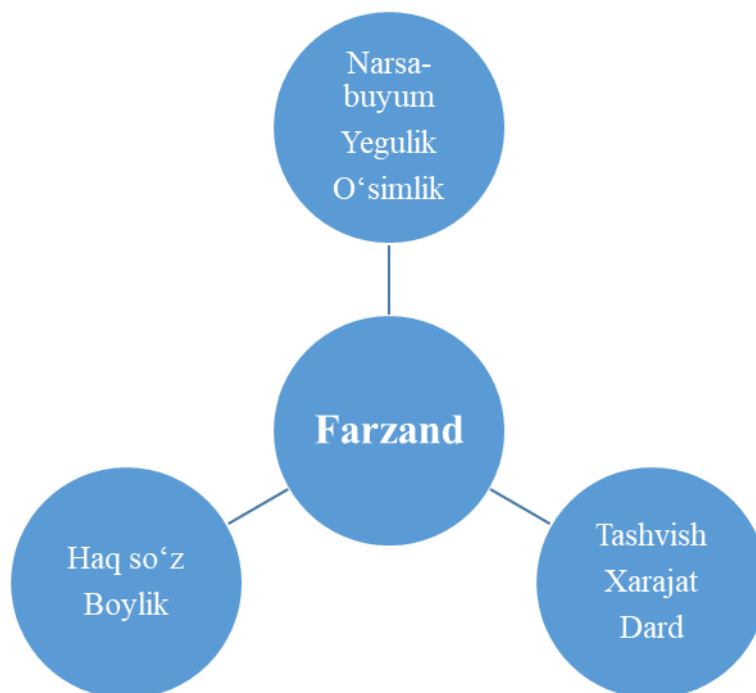 Narsa-
buyum
Yegulik
O‘simlik
Farzand
Haq so‘z
Boylik
Tashvish
Xarajat
Dard